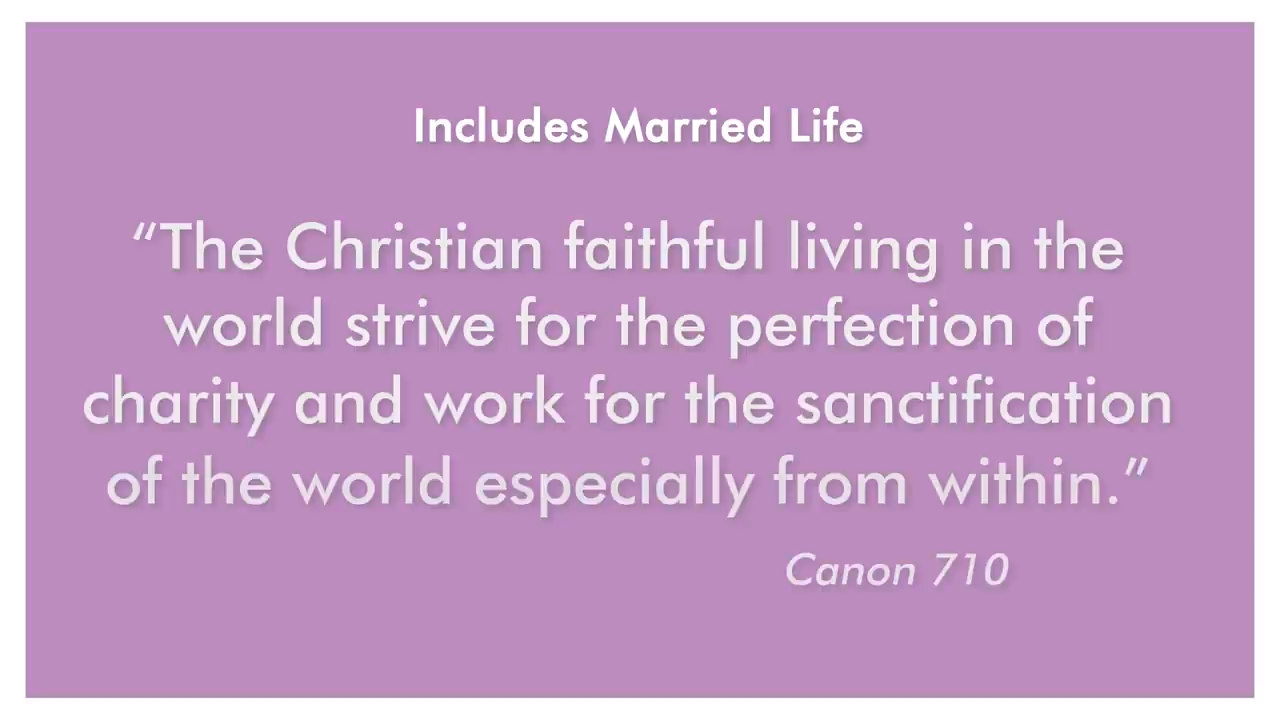 Includes Married Life
“The Christian faithful living in the
world strive for the perfection of
charity and work for the sanctification
of the world especially from within.”
Canon 710